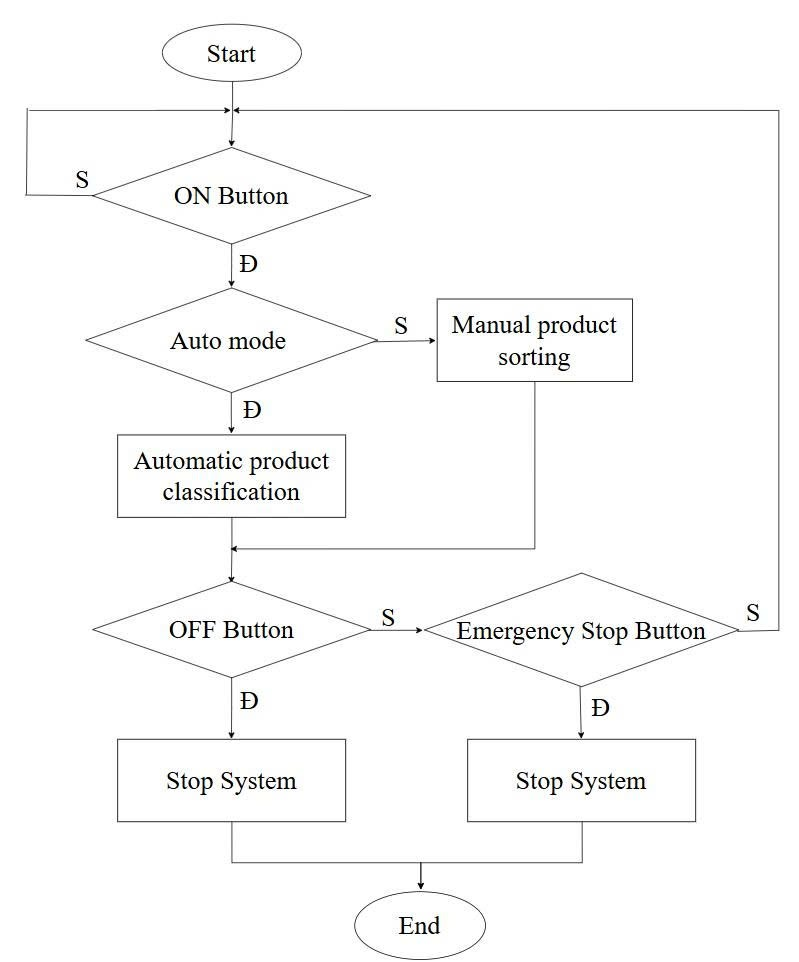 Start
S
ON Button
Đ
Auto mode
S
Manual product
sorting
Đ
Automatic product
classification
OFF Button
S
Emergency Stop Button
S
Đ
Đ
Stop System
Stop System
End